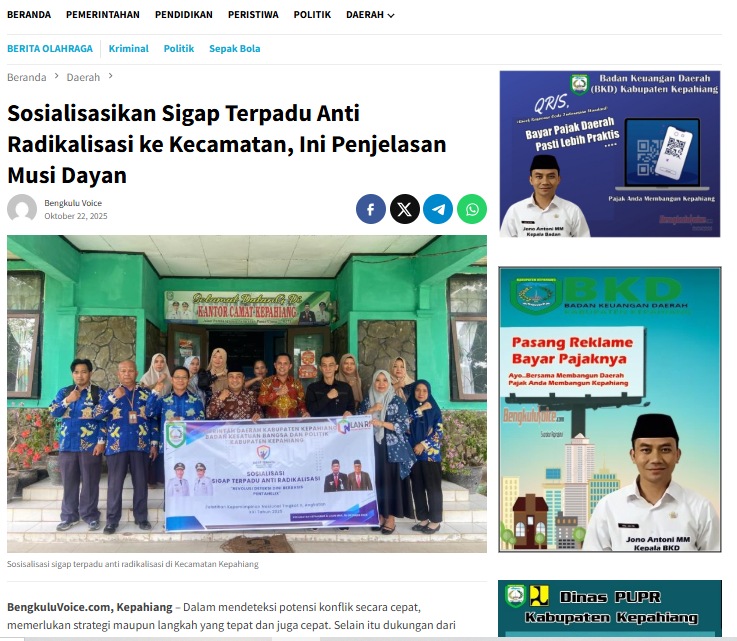 BERANDA PEMERINTAHAN PENDIDIKAN PERISTIWA POLITIK DAERAH
BERITA OLAHRAGA Kriminal Politik Sepak Bola
Beranda > Daerah >
Sosialisasikan Sigap Terpadu Anti
Radikalisasi ke Kecamatan, Ini Penjelasan
Musi Dayan
Bengkulu Voice
Oktober 22, 2025
Selamat Datang Di
KANTOR CAMAT KEPAHIANG
PEMERINTAH DAERAH KABUPATEN KEPAHIANG
BADAN KESATUAN BANGSA DAN POLITIK
KABUPATEN KEPAHIANG
LAN RI
SOSIALISASI
SIGAP TERPADU ANTI RADIKALISASI
Sosisalisasi sigap terpadu anti radikalisasi di Kecamatan Kepahiang
BengkuluVoice.com, Kepahiang – Dalam mendeteksi potensi konflik secara cepat,
memerlukan strategi maupun langkah yang tepat dan juga cepat. Selain itu dukungan dari
Badan Keuangan Daerah
(BKD) Kabupaten Kepahiang
QRIS,
Bayar Pajak Daerah
Pasti Lebih Praktis
....
Pajak Anda Membangun Kepahiang
BengkuluVoice.com
Jono Antoni MM
Kepala Badan
BKD
BADAN KEUANGAN DAERAH
KABUPATEN KEPAHIANG
Pasang Reklame
Bayar Pajaknya
Ayo..Bersama Membangun Daerah
Pajak Anda Membangun Kepahiang
BengkuluVoice.com
Jono Antoni MM
Kepala BKD
Dinas PUPR
Kabupaten Kepahiang